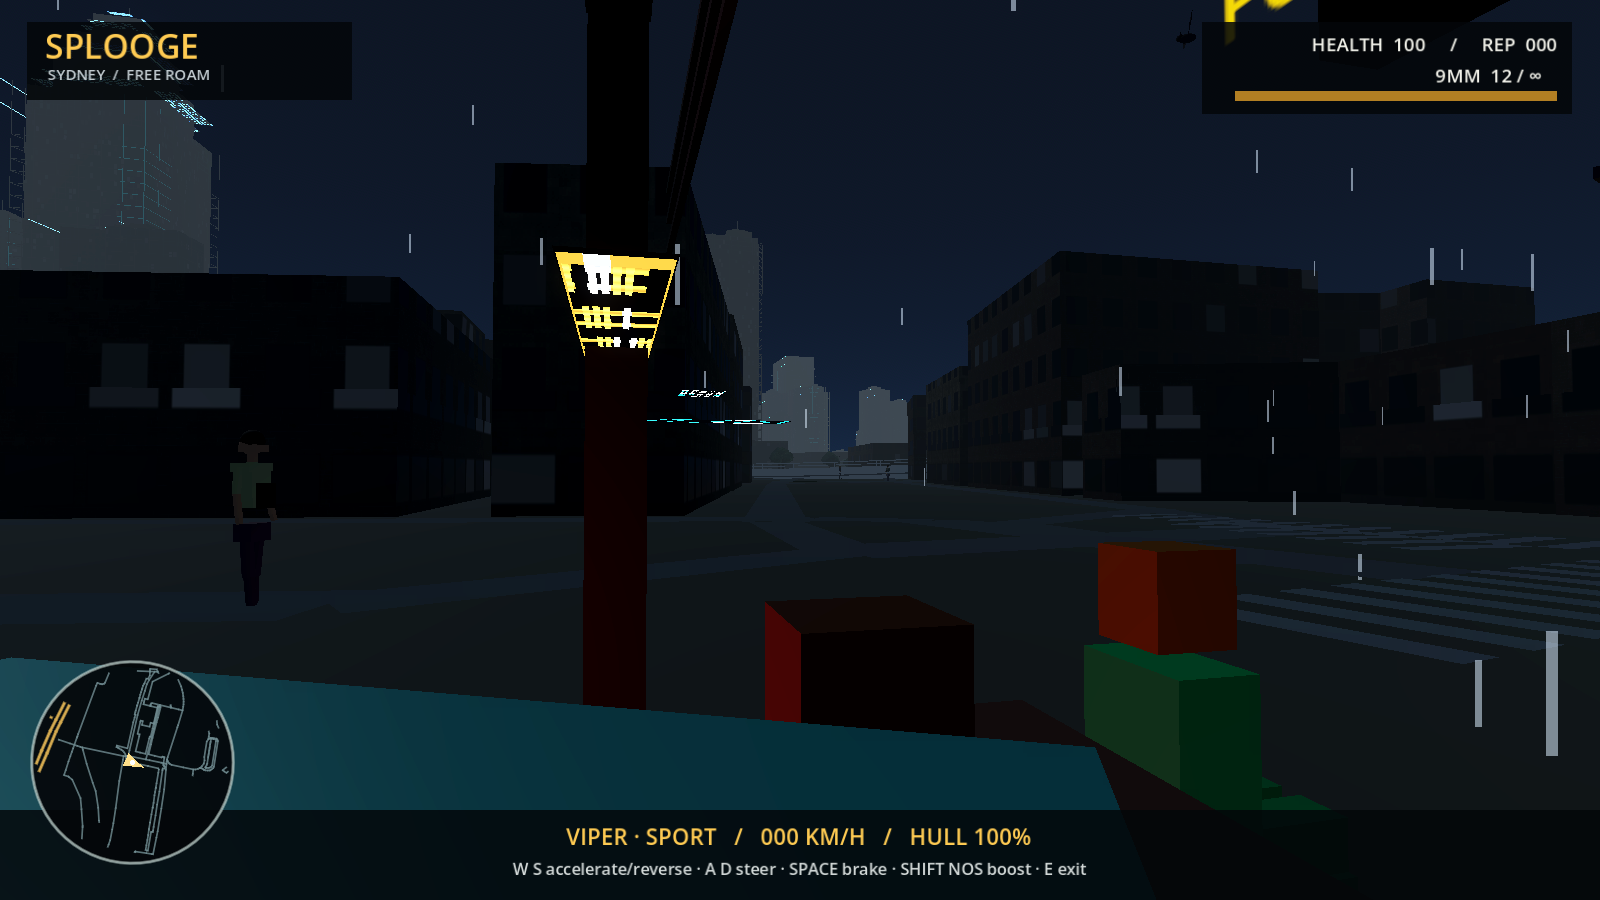 SPLOOGE
SYDNEY / FREE ROAM
HEALTH 100 / REP 000
9MM 12 / ∞
VIPER · SPORT / 000 KM/H / HULL 100%
W S accelerate/reverse · A D steer · SPACE brake · SHIFT NOS boost · E exit